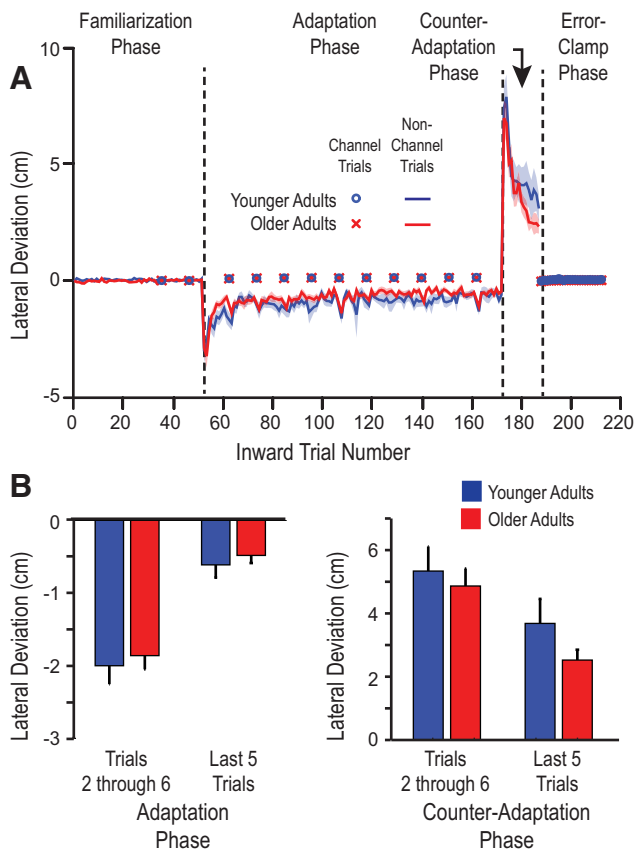 A
Familiarization
Phase
Adaptation
Phase
Counter-
Adaptation
Phase
Error-
Clamp
Phase
Lateral Deviation (cm)
10
5
0
-5
Channel
Trials
Non-
Channel
Trials
Younger Adults
Older Adults
0 20 40 60 80 100 120 140 160 180 200 220
Inward Trial Number
B
Lateral Deviation (cm)
0
-1
-2
-3
Trials
2 through 6
Last 5
Trials
Adaptation
Phase
Younger Adults
Older Adults
Lateral Deviation (cm)
6
4
2
0
Trials
2 through 6
Last 5
Trials
Counter-Adaptation
Phase